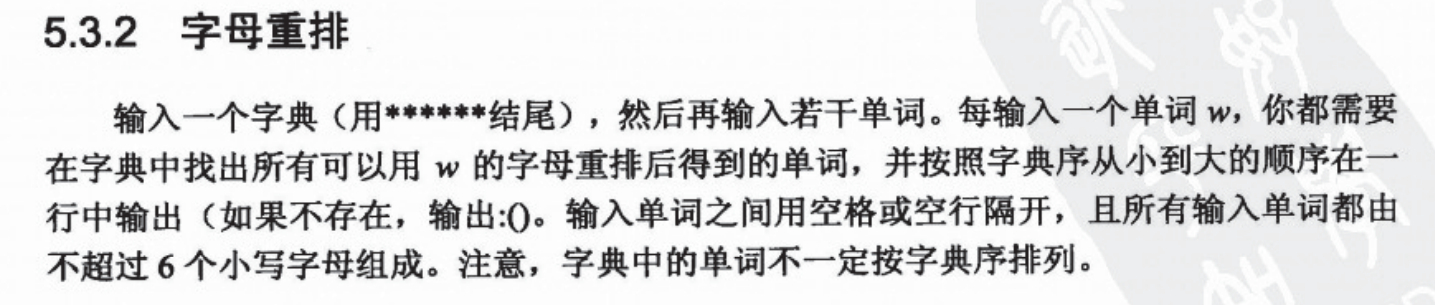 5.3.2 字母重排
输入一个字典（用******结尾），然后再输入若干单词。每输入一个单词 w，你都需要
在字典中找出所有可以用 w 的字母重排后得到的单词，并按照字典序从小到大的顺序在一
行中输出（如果不存在，输出:()。输入单词之间用空格或空行隔开，且所有输入单词都由
不超过 6 个小写字母组成。注意，字典中的单词不一定按字典序排列。